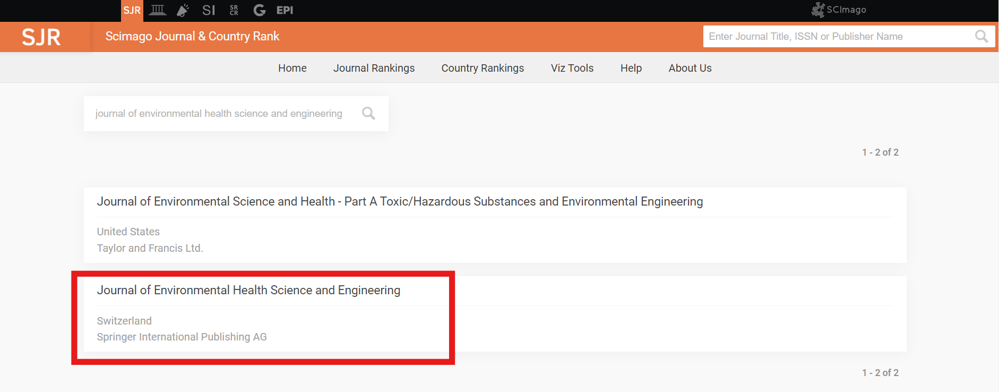 SJR SI SR CR G EPI SCImago
SJR Scimago Journal & Country Rank Enter Journal Title, ISSN or Publisher Name
Home Journal Rankings Country Rankings Viz Tools Help About Us
journal of environmental health science and engineering
1 - 2 of 2
Journal of Environmental Science and Health - Part A Toxic/Hazardous Substances and Environmental Engineering
United States
Taylor and Francis Ltd.
Journal of Environmental Health Science and Engineering
Switzerland
Springer International Publishing AG
1 - 2 of 2